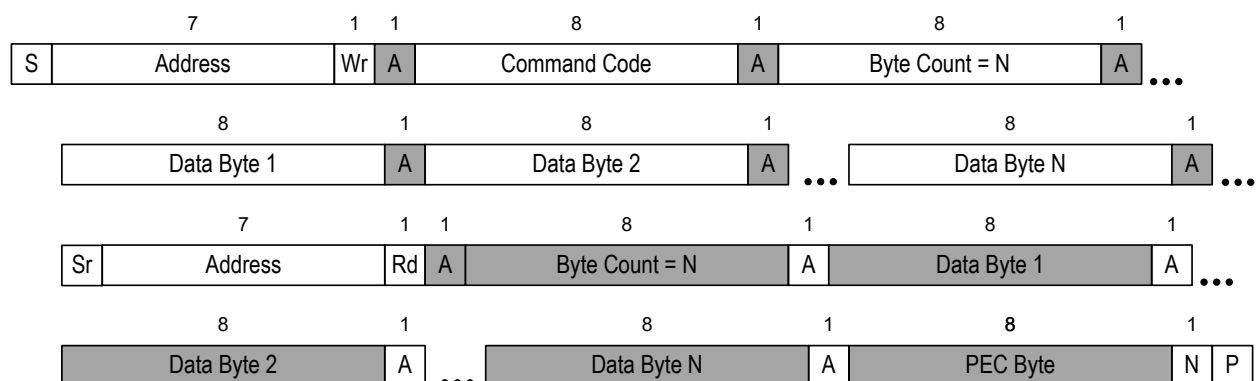 7 1 1 8 1 8 1
S Address Wr A Command Code A Byte Count = N A ...
8 1 8 1 8 1
Data Byte 1 A Data Byte 2 A ... Data Byte N A ...
7 1 1 8 1 8 1
Sr Address Rd A Byte Count = N A Data Byte 1 A ...
8 1 8 1 8 1
Data Byte 2 A ... Data Byte N A PEC Byte N P